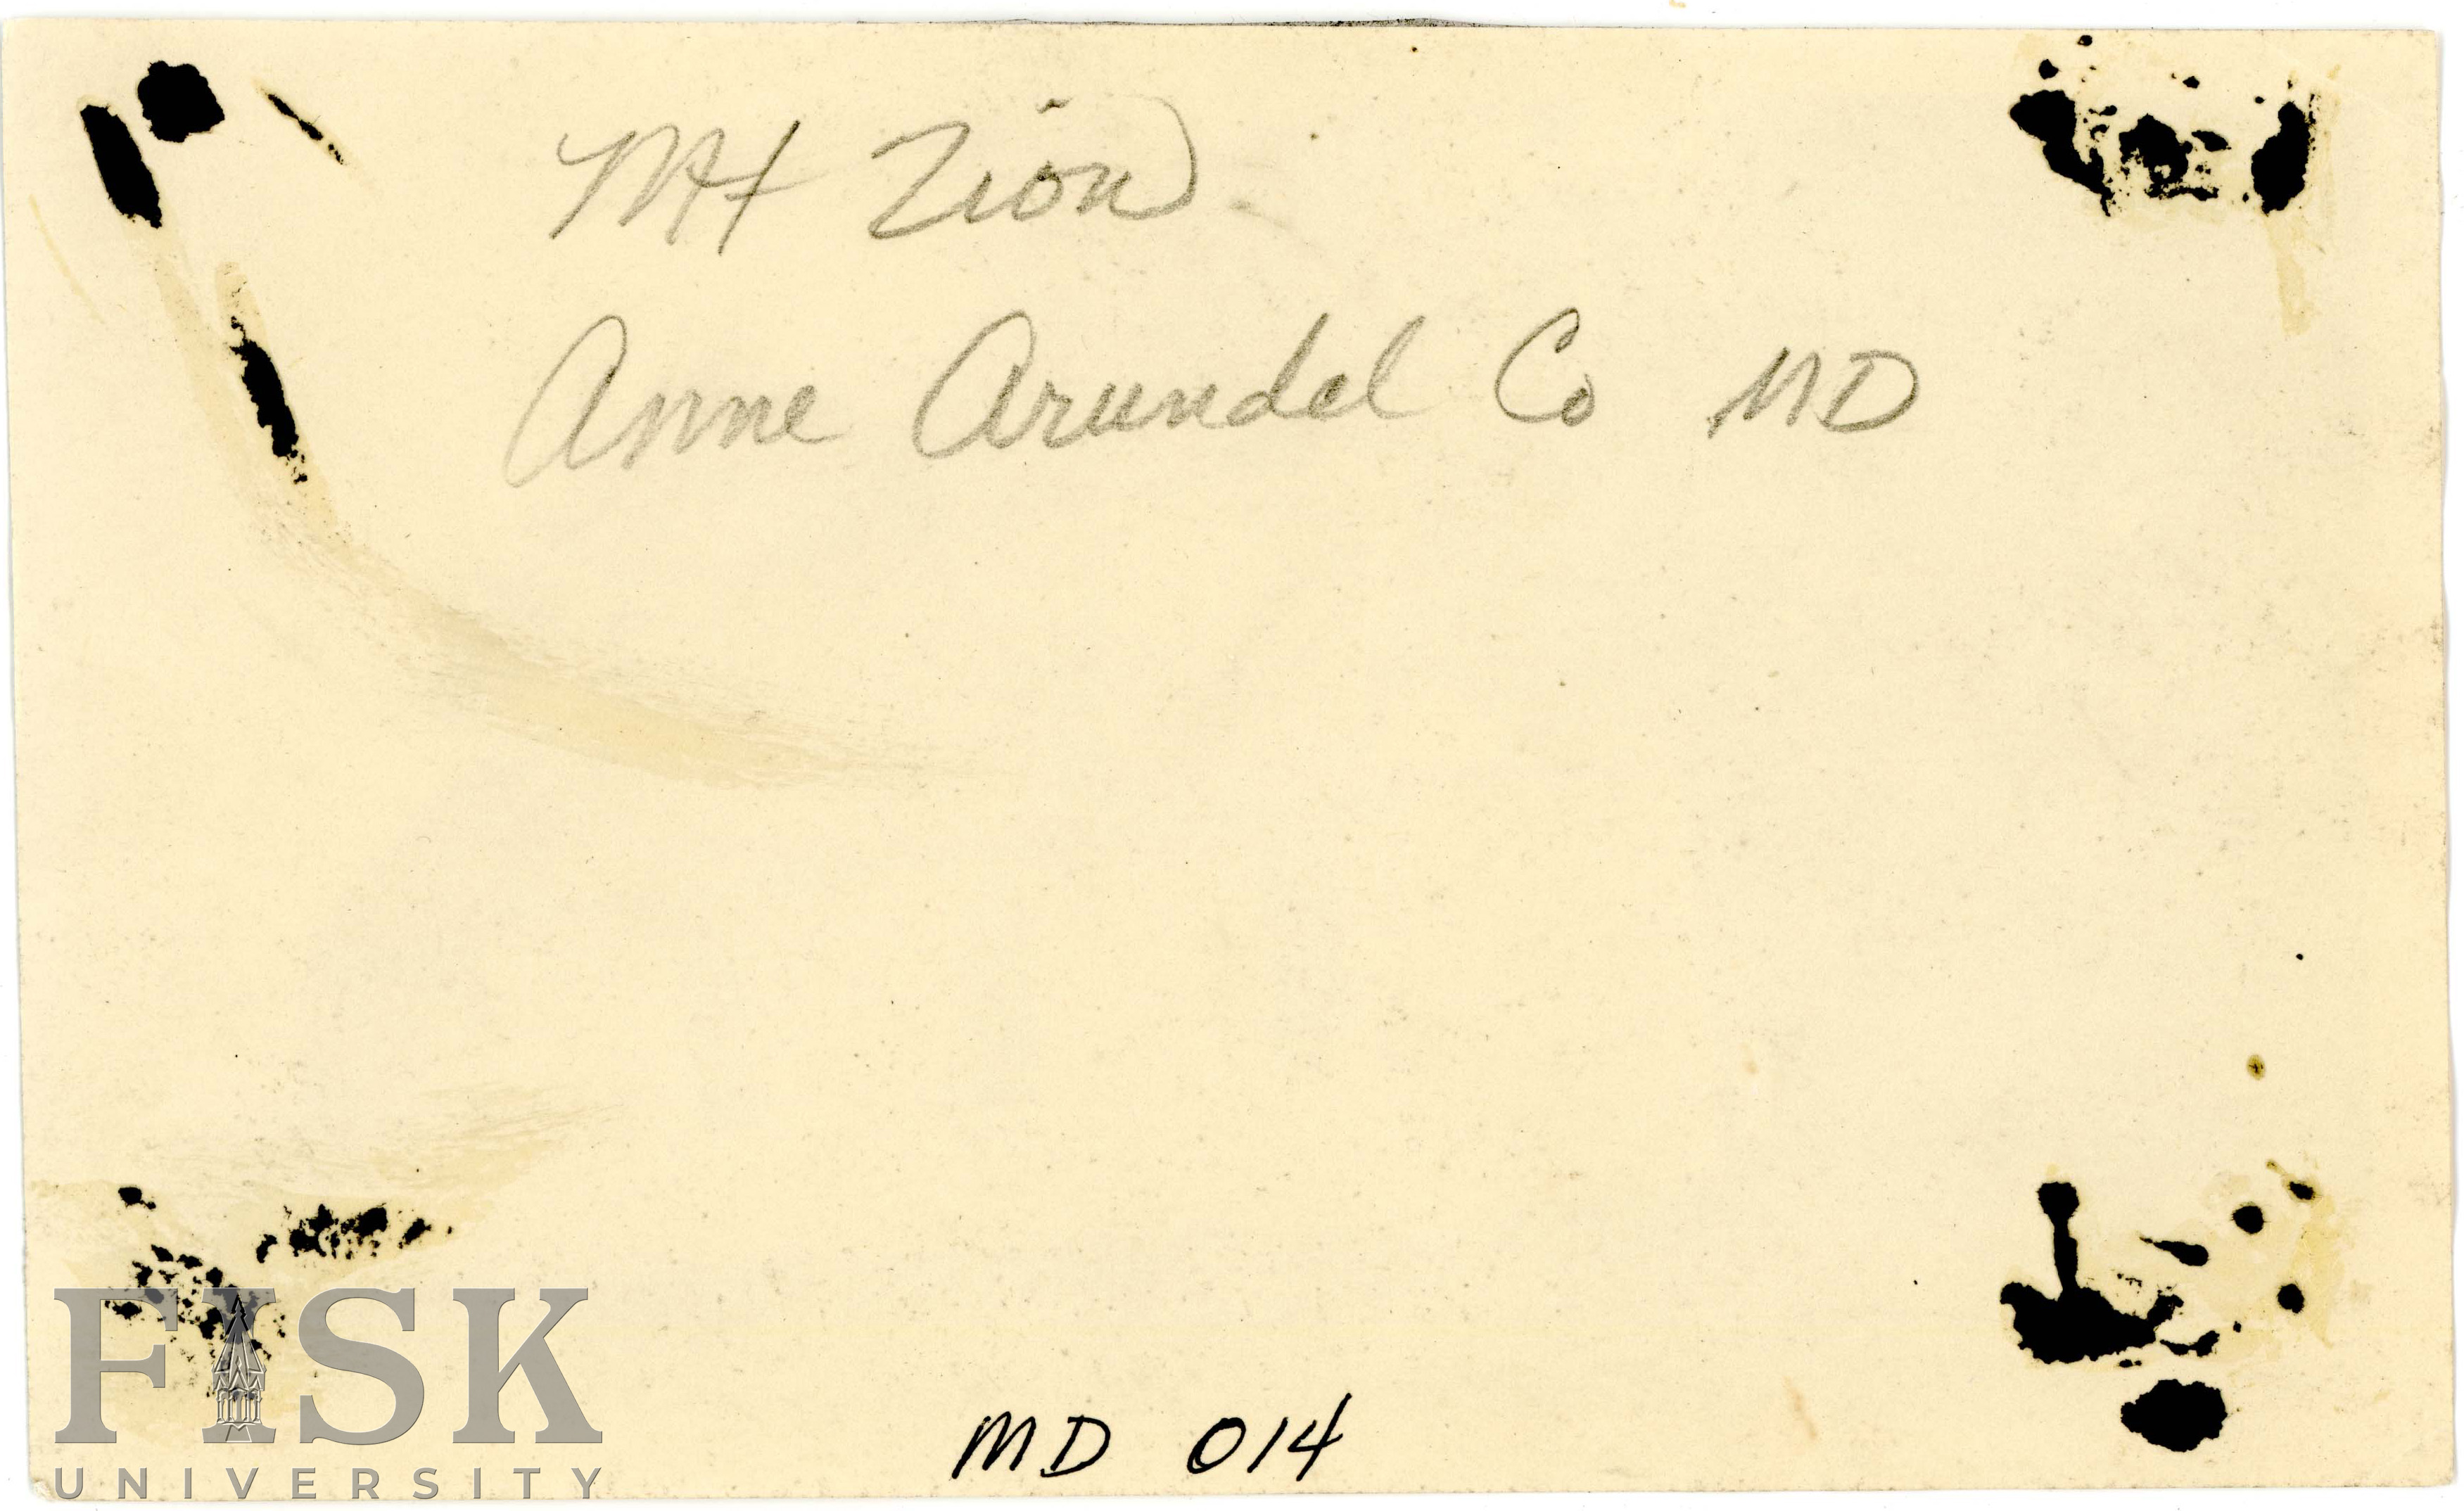 Mt Zion
Anne Arundel Co MD
MD 014
FISK
UNIVERSITY